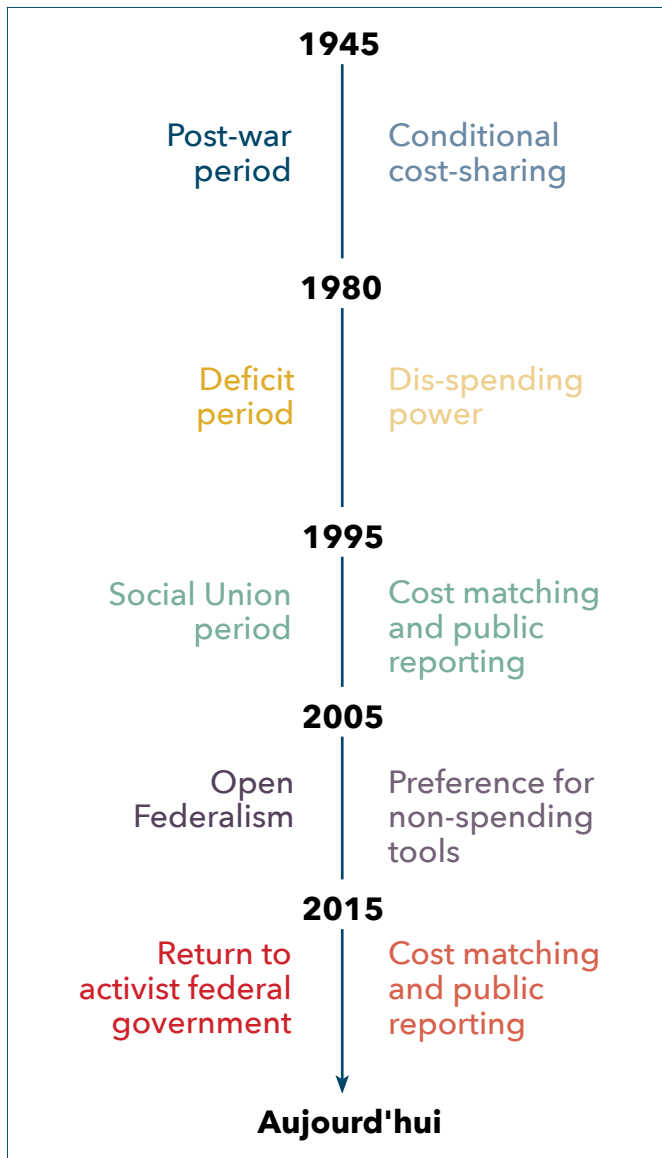 1945
Post-war
period
Conditional
cost-sharing
1980
Deficit
period
Dis-spending
power
1995
Social Union
period
Cost matching
and public
reporting
2005
Open
Federalism
Preference for
non-spending
tools
2015
Return to
activist federal
government
Cost matching
and public
reporting
Aujourd'hui